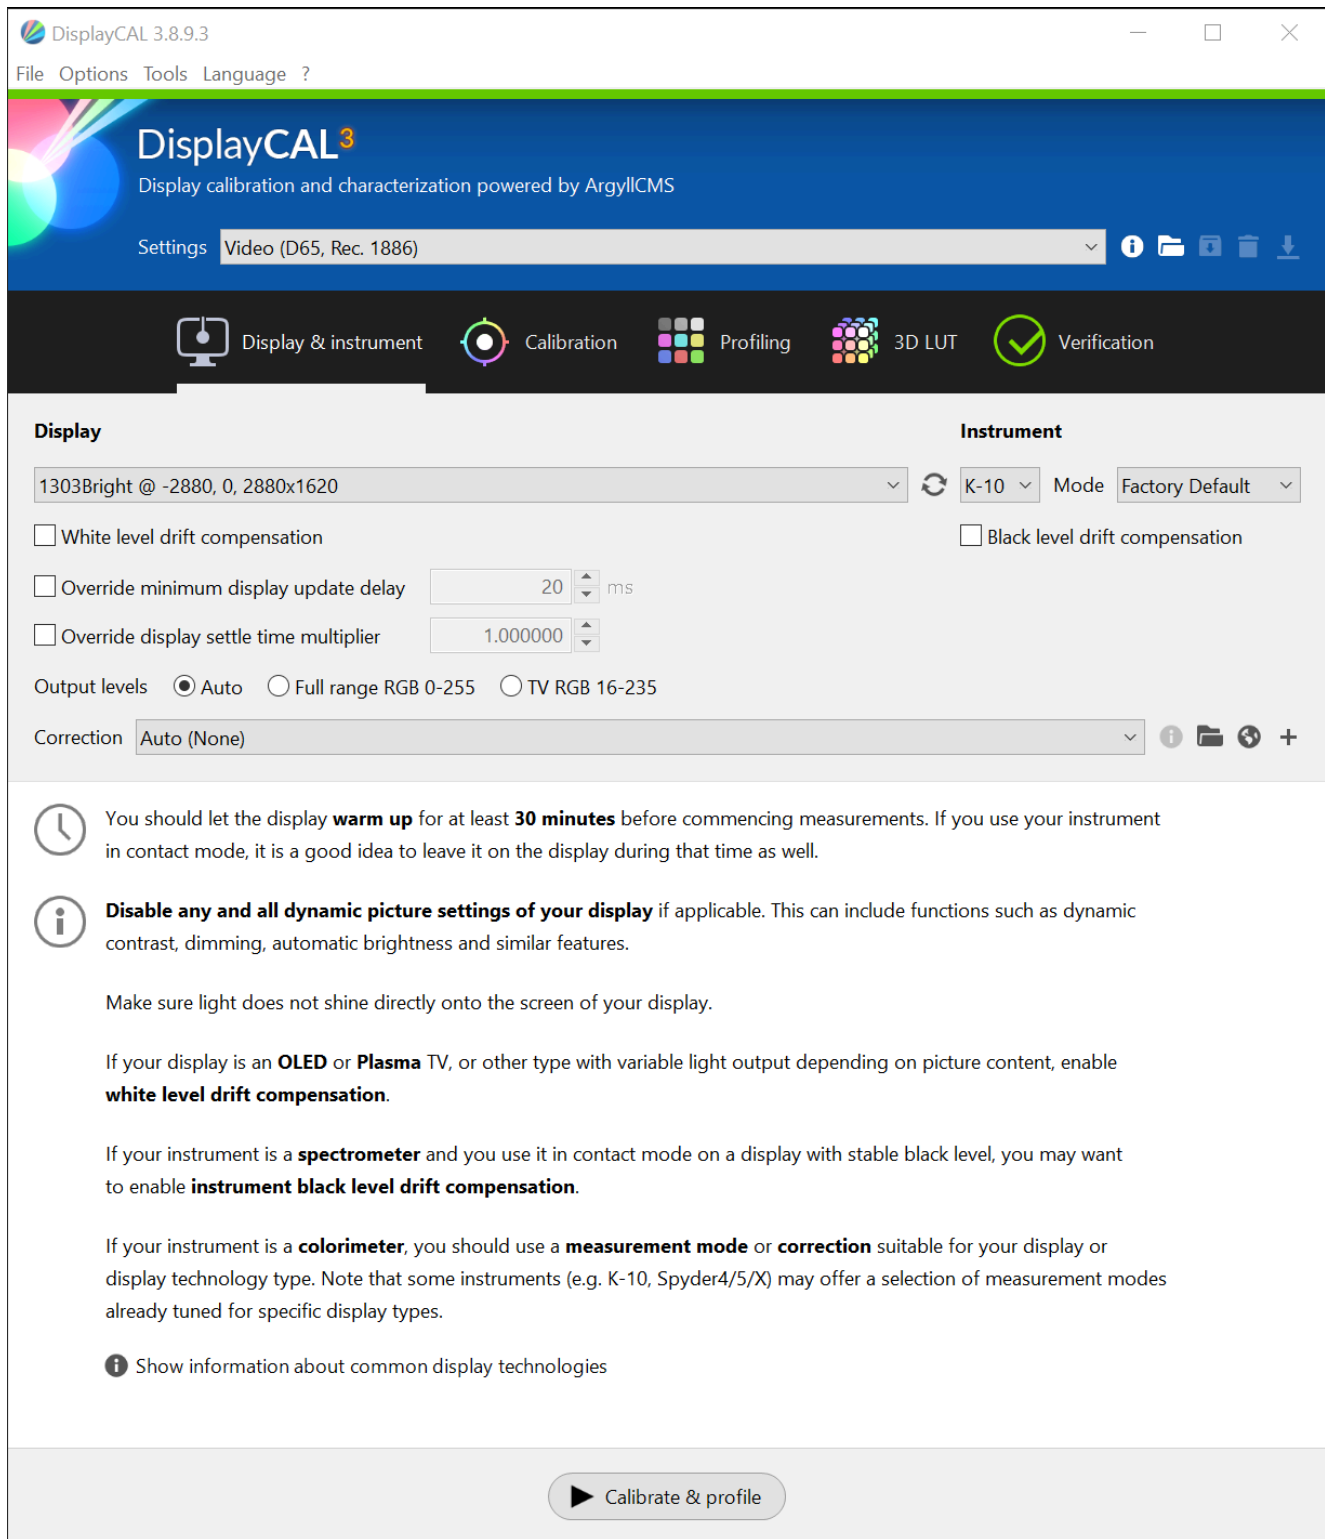 DisplayCAL 3.8.9.3
File Options Tools Language ?
DisplayCAL3
Display calibration and characterization powered by ArgyllCMS
Settings Video (D65, Rec. 1886)
Display & instrument Calibration Profiling 3D LUT Verification
Display Instrument
1303Bright @ -2880, 0, 2880x1620 K-10 Mode Factory Default
White level drift compensation Black level drift compensation
Override minimum display update delay 20 ms
Override display settle time multiplier 1.000000
Output levels Auto Full range RGB 0-255 TV RGB 16-235
Correction Auto (None)
You should let the display warm up for at least 30 minutes before commencing measurements. If you use your instrument
in contact mode, it is a good idea to leave it on the display during that time as well.
Disable any and all dynamic picture settings of your display if applicable. This can include functions such as dynamic
contrast, dimming, automatic brightness and similar features.
Make sure light does not shine directly onto the screen of your display.
If your display is an OLED or Plasma TV, or other type with variable light output depending on picture content, enable
white level drift compensation.
If your instrument is a spectrometer and you use it in contact mode on a display with stable black level, you may want
to enable instrument black level drift compensation.
If your instrument is a colorimeter, you should use a measurement mode or correction suitable for your display or
display technology type. Note that some instruments (e.g. K-10, Spyder4/5/X) may offer a selection of measurement modes
already tuned for specific display types.
Show information about common display technologies
Calibrate & profile